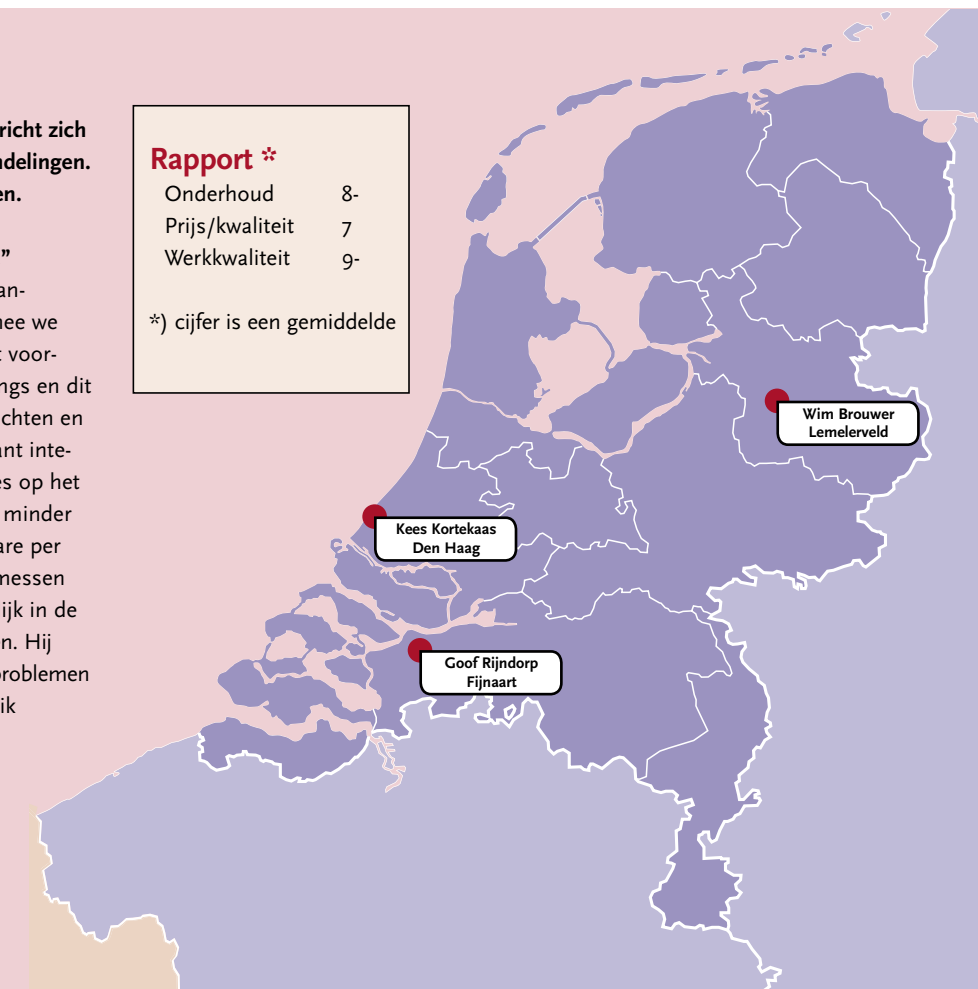 richt zich
ndelingen.
en.
”
an-
nee we
t voor-
ngs en dit
chten en
ant inte-
es op het
minder
are per
messen
lijk in de
n. Hij
problemen
ik
Rapport *
Onderhoud 8-
Prijs/kwaliteit 7
Werkkwaliteit 9-
*) cijfer is een gemiddelde
Wim Brouwer
Lemelerveld
Kees Kortekaas
Den Haag
Goof Rijndorp
Fijnaart